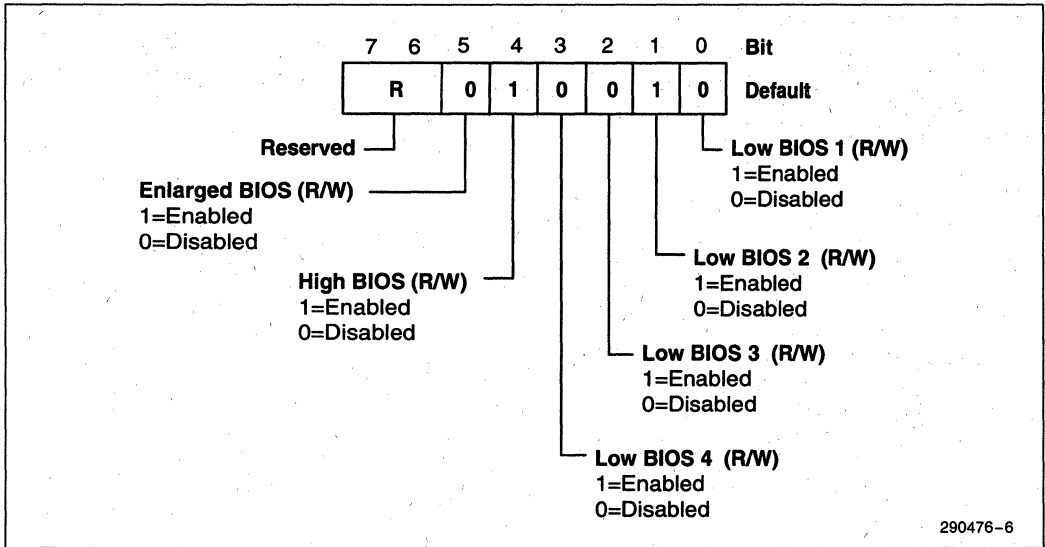 7 6 5 4 3 2 1 0 Bit
R 0 1 0 0 1 0 Default
Reserved
Enlarged BIOS (R/W)
1=Enabled
0=Disabled
High BIOS (R/W)
1=Enabled
0=Disabled
Low BIOS 1 (R/W)
1=Enabled
0=Disabled
Low BIOS 2 (R/W)
1=Enabled
0=Disabled
Low BIOS 3 (R/W)
1=Enabled
0=Disabled
Low BIOS 4 (R/W)
1=Enabled
0=Disabled
290476-6